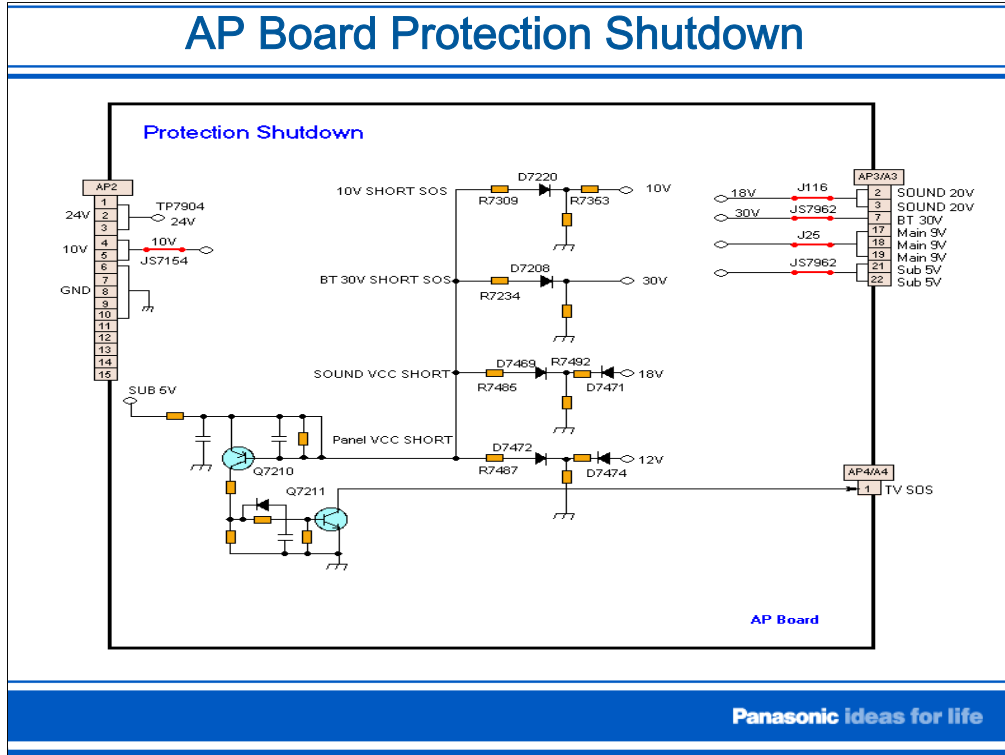 AP Board Protection Shutdown
Protection Shutdown
AP2
1
2
3
4
5
6
7
8
9
10
11
12
13
14
15
24V
TP7904
24V
10V
10V
JS7154
GND
10V SHORT SOS
D7220
R7309
R7353
10V
BT 30V SHORT SOS
D7208
R7234
30V
SOUND VCC SHORT
D7469
R7492
R7485
D7471
18V
Panel VCC SHORT
D7472
R7487
D7474
12V
SUB 5V
Q7210
Q7211
AP3/A3
18V
J116
2
SOUND 20V
3
SOUND 20V
30V
JS7962
7
BT 30V
17
Main 9V
J25
18
Main 9V
19
Main 9V
JS7962
21
Sub 5V
22
Sub 5V
AP4/A4
1
TV SOS
AP Board
Panasonic ideas for life